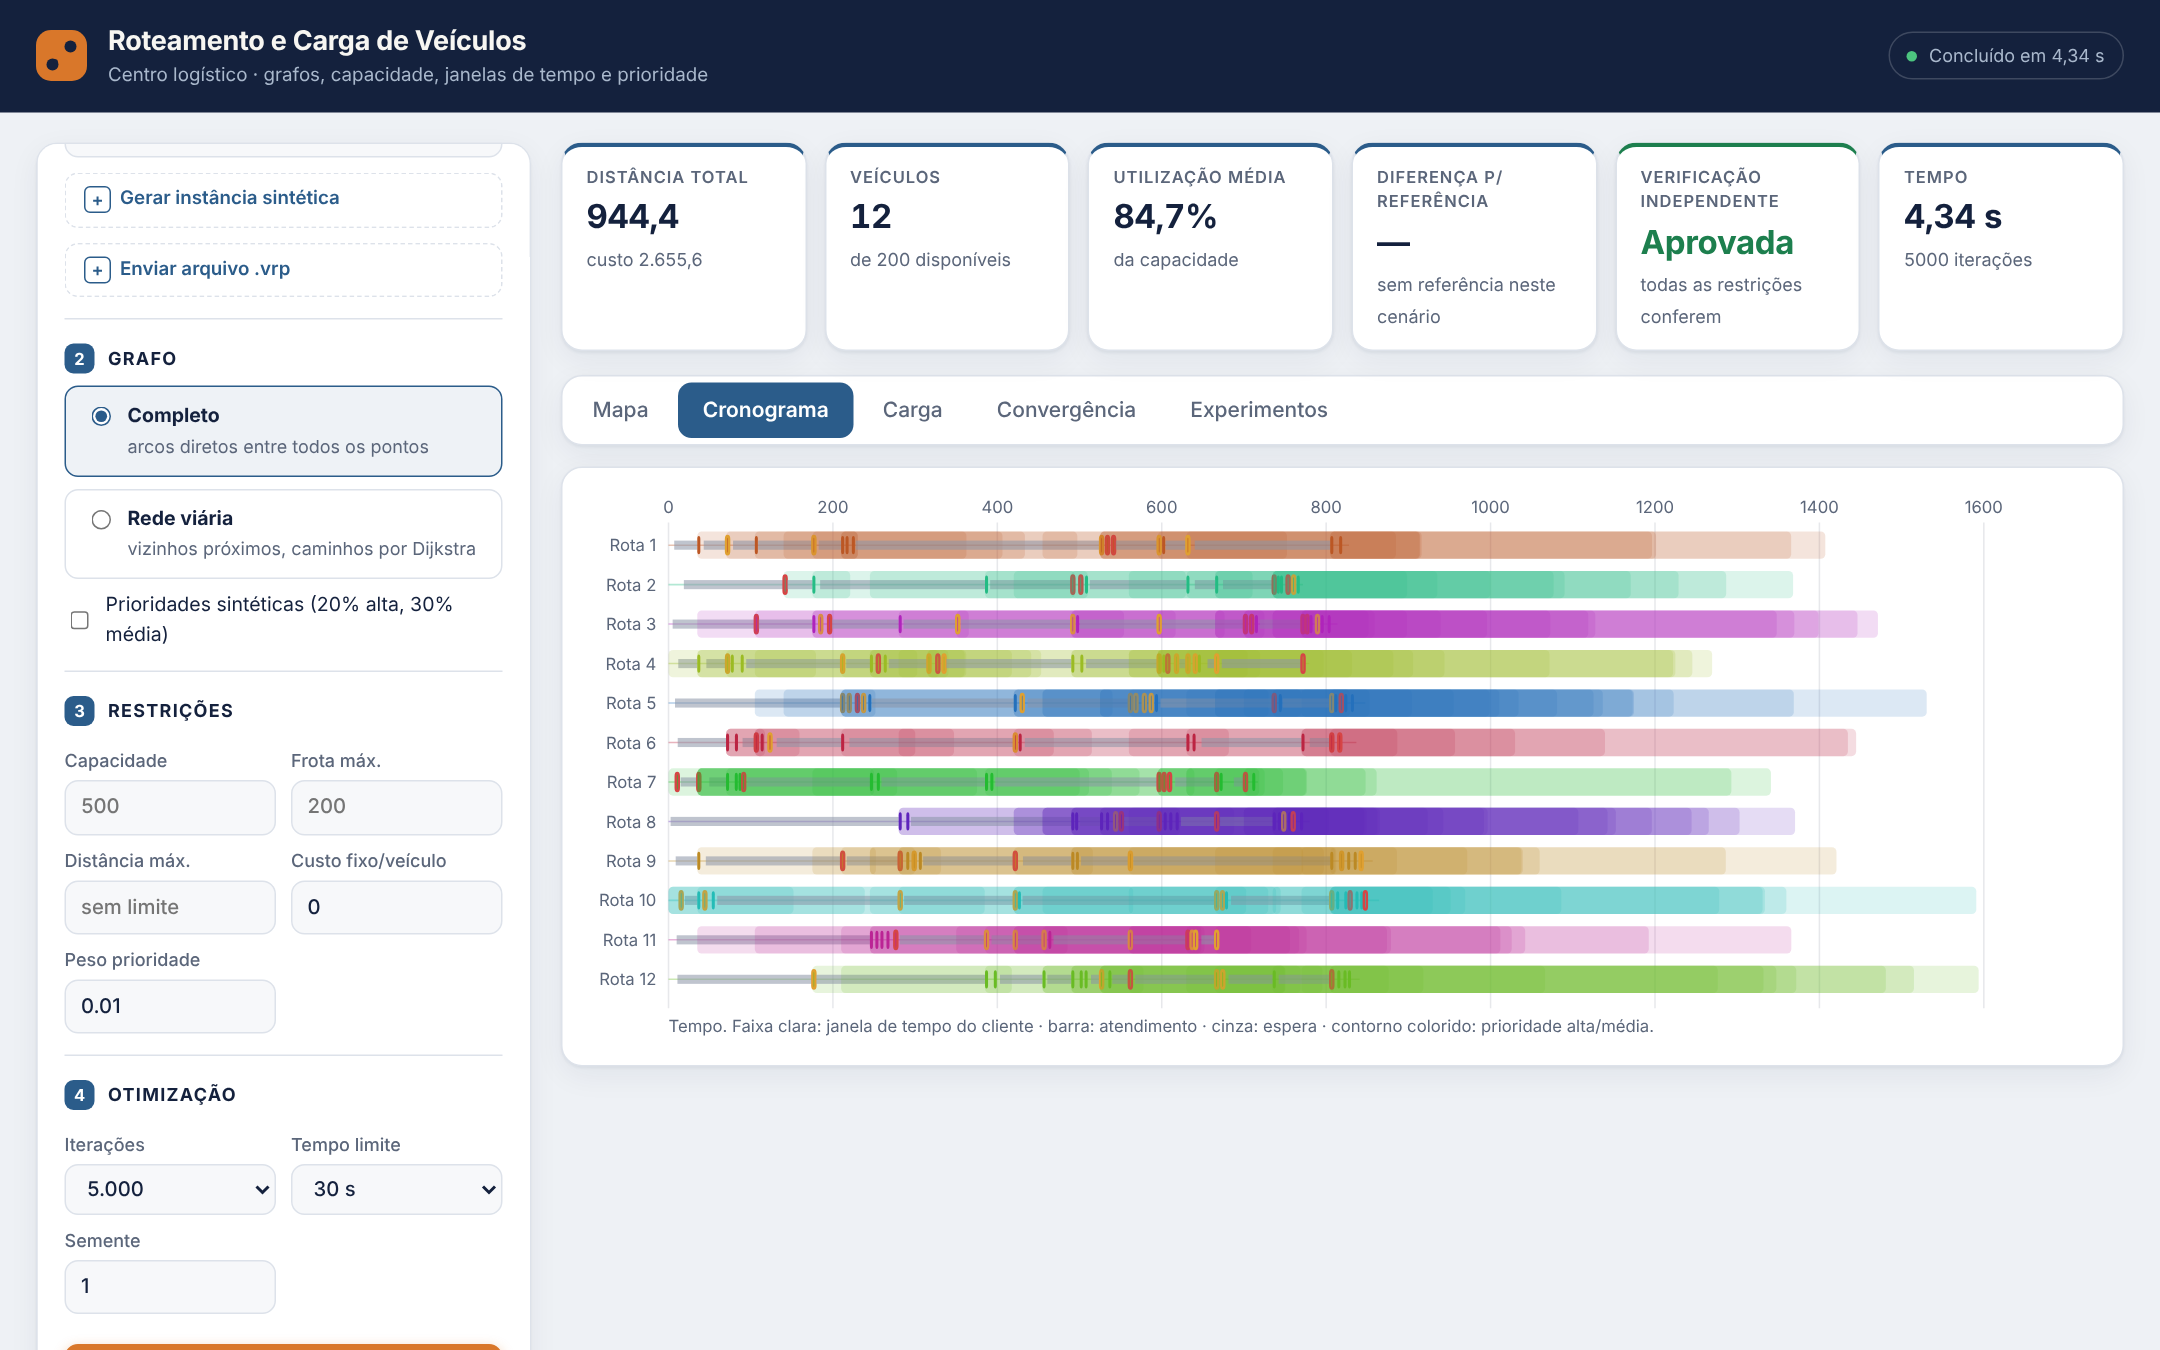 Roteamento e Carga de Veículos
Centro logístico · grafos, capacidade, janelas de tempo e prioridade
Concluído em 4,34 s
+ Gerar instância sintética
+ Enviar arquivo .vrp
2 GRAFO
Completo
arcos diretos entre todos os pontos
Rede viária
vizinhos próximos, caminhos por Dijkstra
Prioridades sintéticas (20% alta, 30%
média)
3 RESTRIÇÕES
Capacidade
Frota máx.
500
200
Distância máx.
Custo fixo/veículo
sem limite
0
Peso prioridade
0.01
4 OTIMIZAÇÃO
Iterações
Tempo limite
5.000
30 s
Semente
1
DISTÂNCIA TOTAL
944,4
custo 2.655,6
VEÍCULOS
12
de 200 disponíveis
UTILIZAÇÃO MÉDIA
84,7%
da capacidade
DIFERENÇA P/
REFERÊNCIA
—
sem referência neste
cenário
VERIFICAÇÃO
INDEPENDENTE
Aprovada
todas as restrições
conferem
TEMPO
4,34 s
5000 iterações
Mapa Cronograma Carga Convergência Experimentos
0 200 400 600 800 1000 1200 1400 1600
Rota 1
Rota 2
Rota 3
Rota 4
Rota 5
Rota 6
Rota 7
Rota 8
Rota 9
Rota 10
Rota 11
Rota 12
Tempo. Faixa clara: janela de tempo do cliente · barra: atendimento · cinza: espera · contorno colorido: prioridade alta/média.